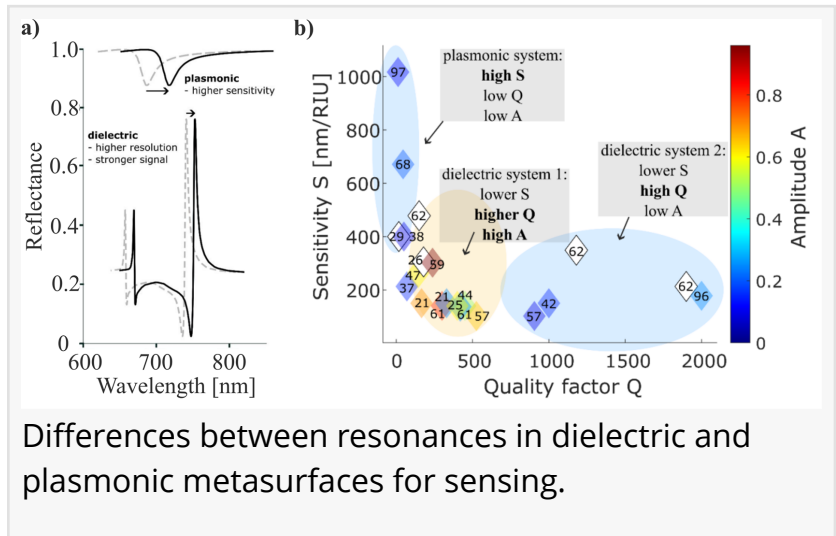 a)
1.0
0.8
0.6
0.4
0.2
0
Reflectance
600
700
800
Wavelength [nm]
plasmonic
- higher sensitivity
dielectric
- higher resolution
- stronger signal
b)
Sensitivity S [nm/RIU]
1000
800
600
400
200
0
500
1000
1500
2000
Quality factor Q
plasmonic system:
high S
low Q
low A
dielectric system 1:
lower S
higher Q
high A
dielectric system 2:
lower S
high Q
low A
97
68
62
29
38
26
59
47
37
21
21
44
25
61
61
57
62
57
42
62
96
0.8
0.6
0.4
0.2
0
Amplitude A
Differences between resonances in dielectric and
plasmonic metasurfaces for sensing.